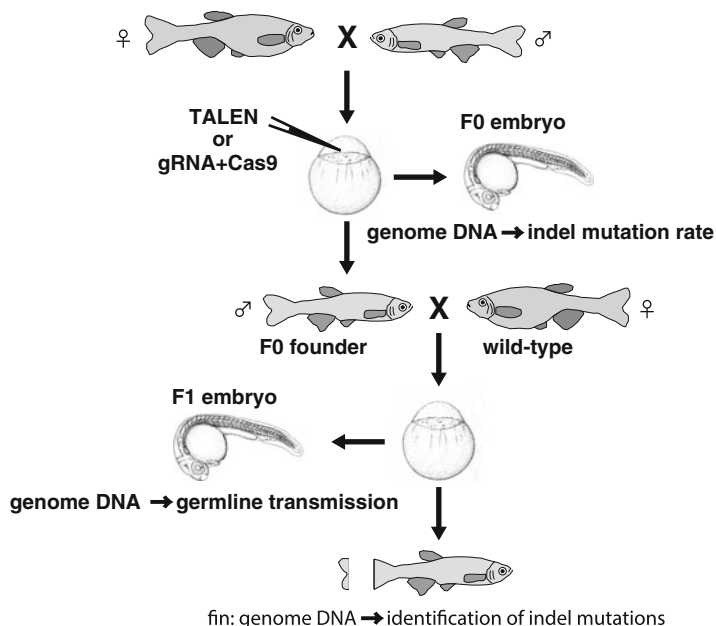 ♀ X ♂
TALEN
or
gRNA+Cas9
F0 embryo
genome DNA → indel mutation rate
♂ X ♀
F0 founder wild-type
F1 embryo
genome DNA → germline transmission
fin: genome DNA → identification of indel mutations